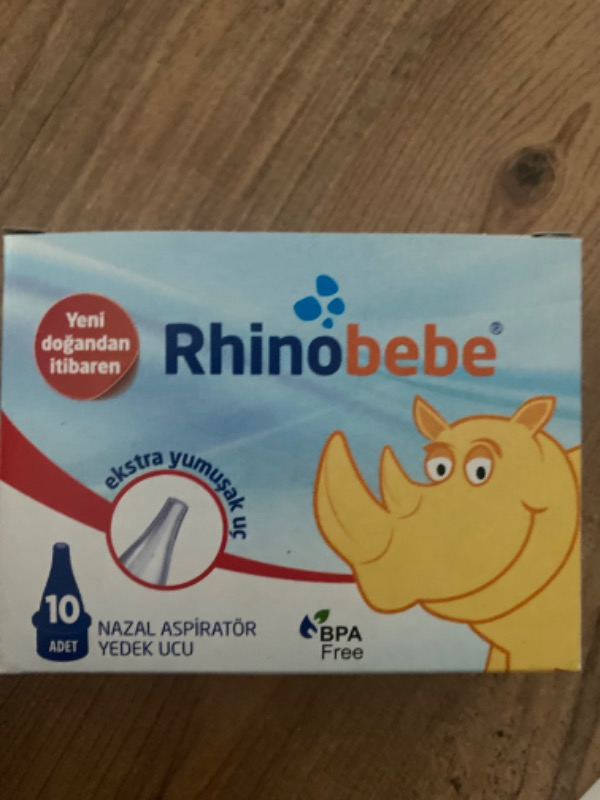 Yeni
doğandan
itibaren
Rhinobebe®
ekstra yumuşak uç
10
ADET
NAZAL ASPİRATÖR
YEDEK UCU
BPA
Free